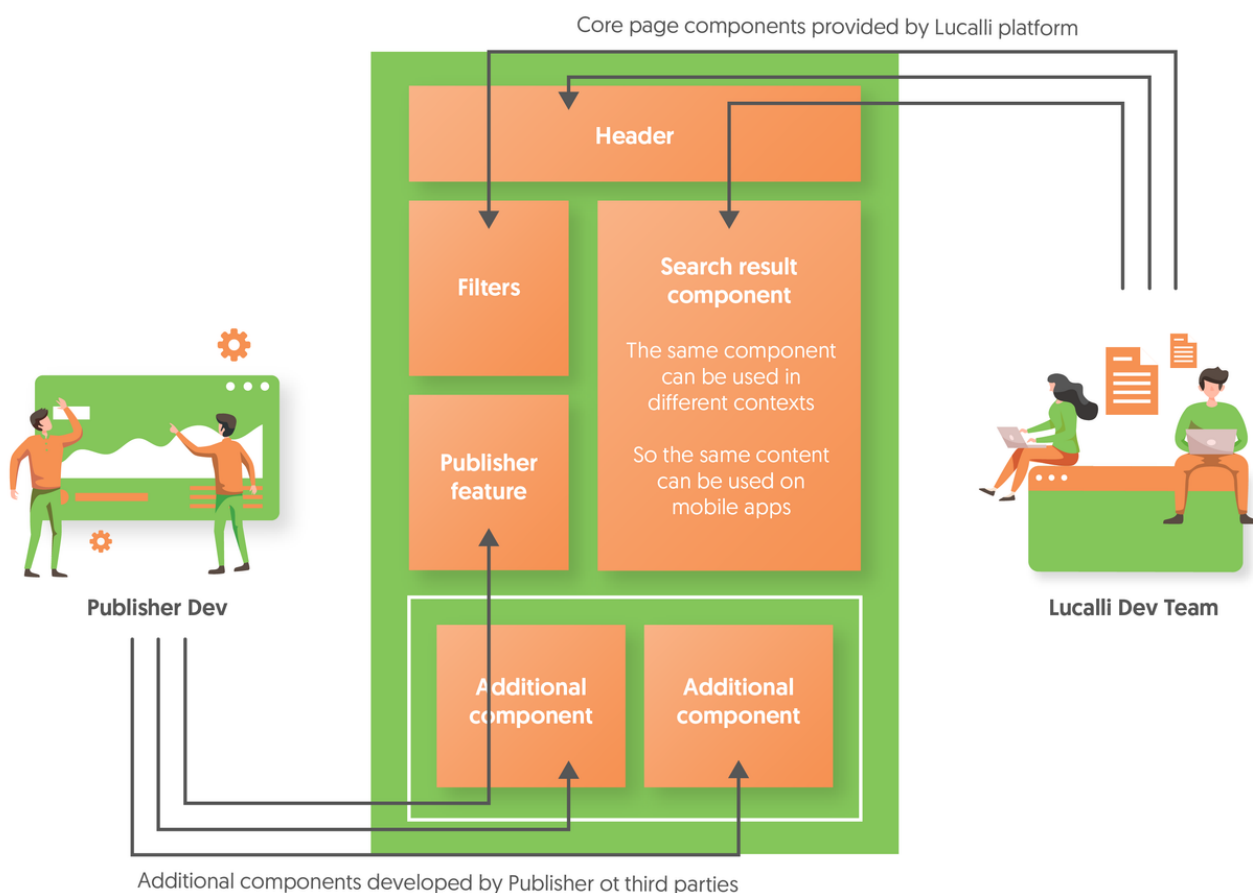 Core page components provided by Lucalli platform
Header
Filters
Search result
component
The same component
can be used in
different contexts
So the same content
can be used on
mobile apps
Publisher
feature
Publisher Dev
Lucalli Dev Team
Additional
component
Additional
component
Additional components developed by Publisher ot third parties